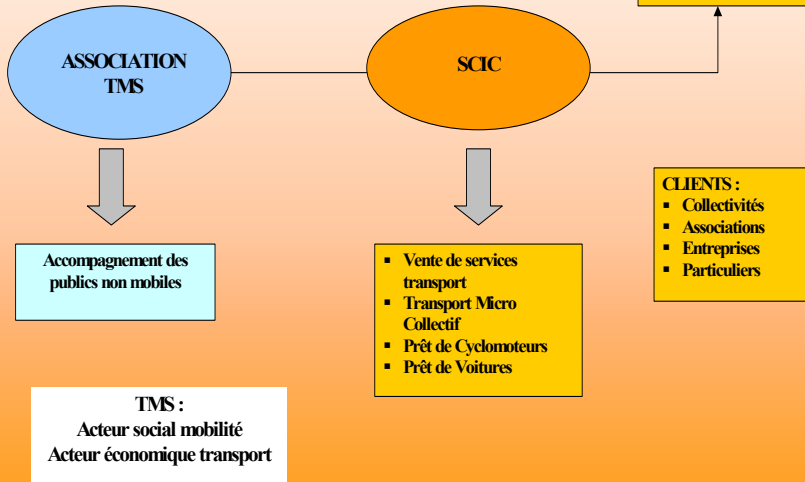 ASSOCIATION
TMS
SCIC
Accompagnement des
publics non mobiles
▪ Vente de services
transport
▪ Transport Micro
Collectif
▪ Prêt de Cyclomoteurs
▪ Prêt de Voitures
CLIENTS :
▪ Collectivités
▪ Associations
▪ Entreprises
▪ Particuliers
TMS :
Acteur social mobilité
Acteur économique transport